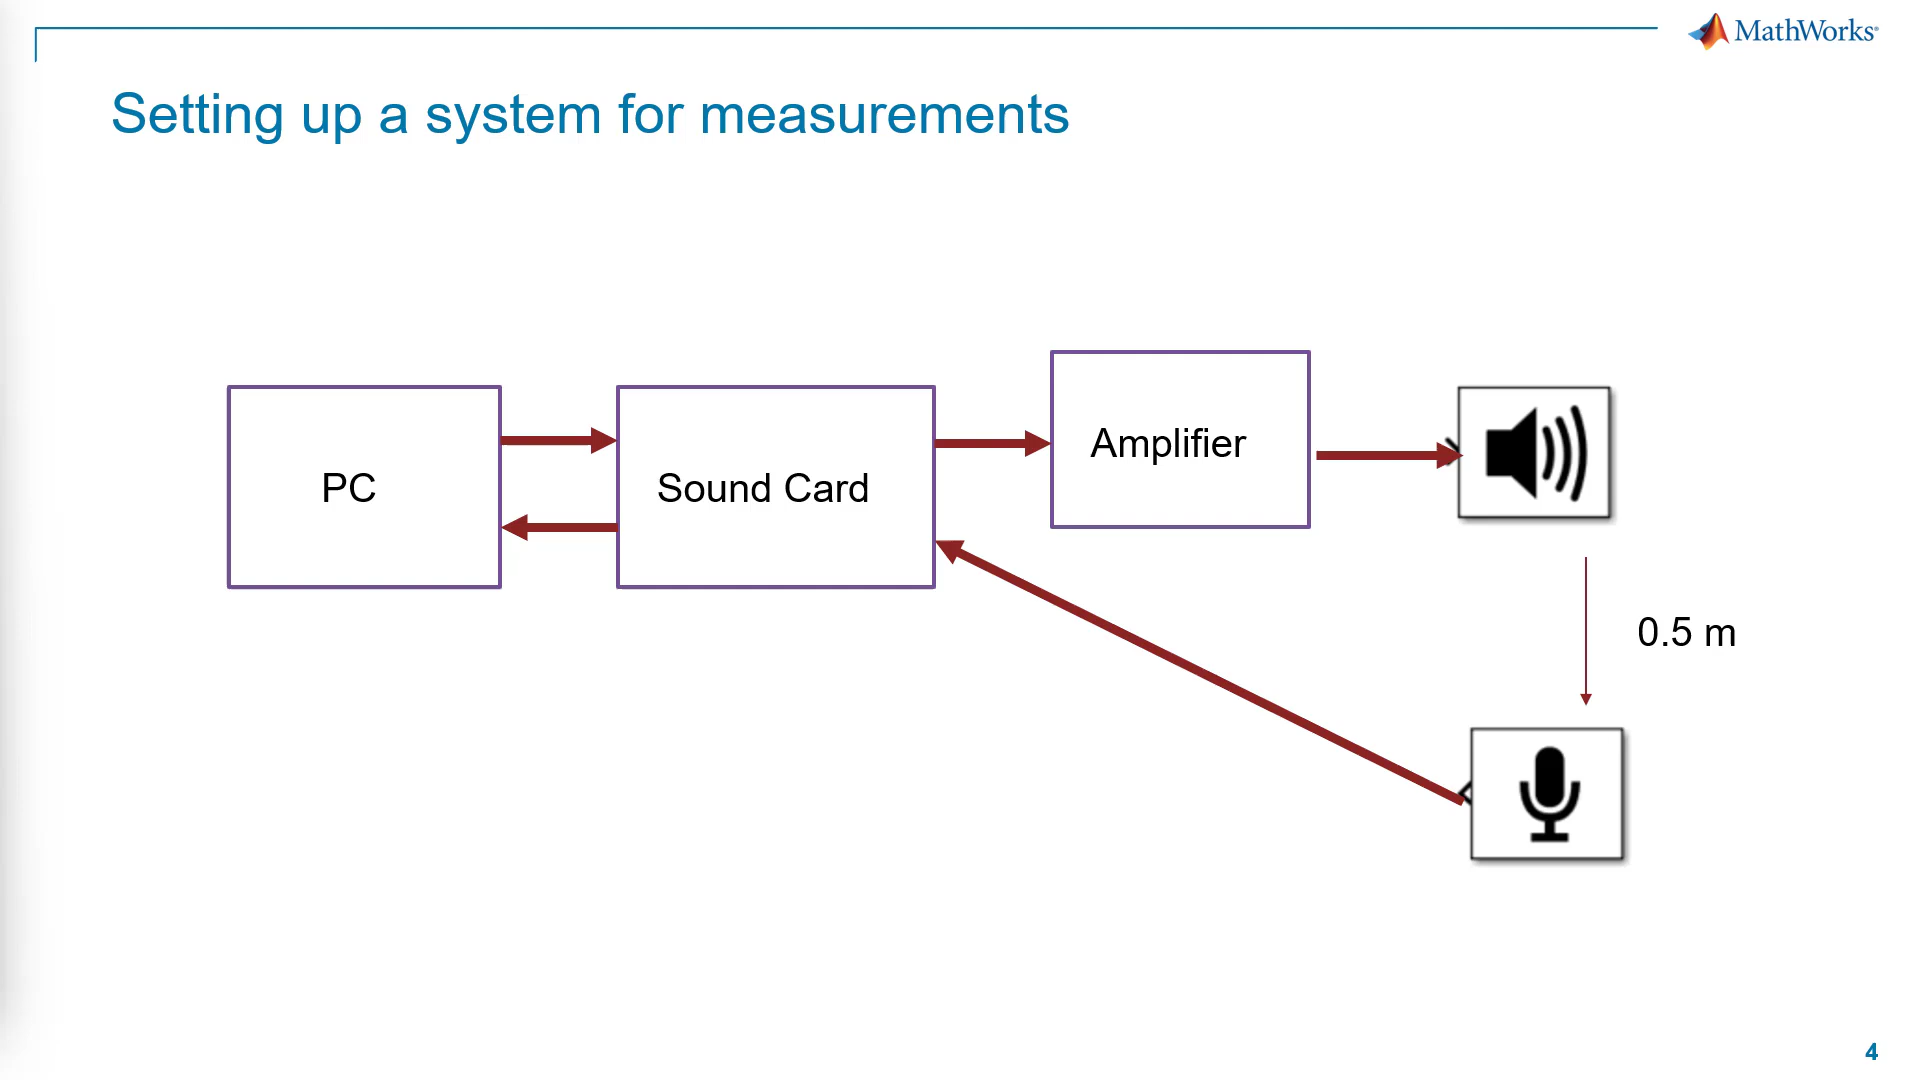 MathWorks®
Setting up a system for measurements
PC
Sound Card
Amplifier
0.5 m
4